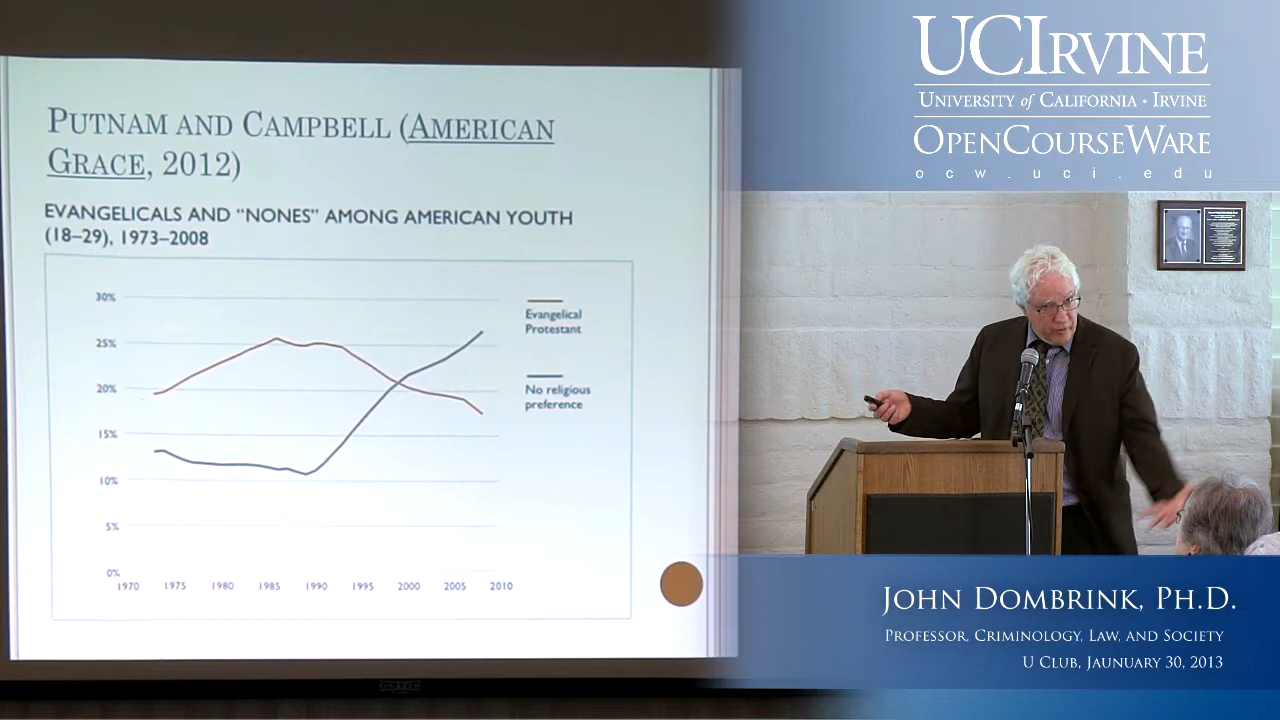 PUTNAM AND CAMPBELL (AMERICAN
GRACE, 2012)
EVANGELICALS AND “NONES” AMONG AMERICAN YOUTH
(18–29), 1973–2008
30%
25%
20%
15%
10%
5%
0%
1970 1975 1980 1985 1990 1995 2000 2005 2010
Evangelical
Protestant
No religious
preference
UCIRVINE
UNIVERSITY of CALIFORNIA • IRVINE
OPENCOURSEWARE
ocw.uci.edu
JOHN DOMBRINK, PH.D.
PROFESSOR, CRIMINOLOGY, LAW, AND SOCIETY
U CLUB, JAUNUARY 30, 2013